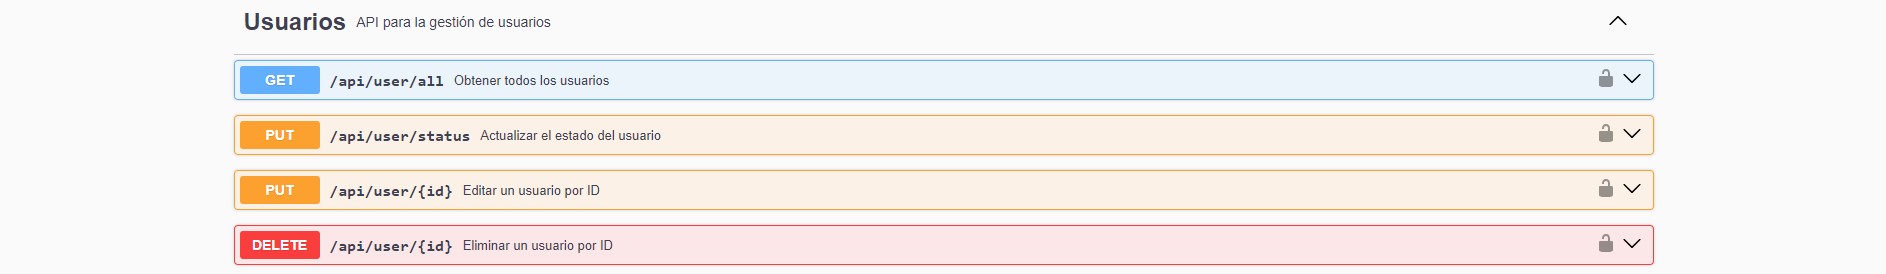 Usuarios API para la gestión de usuarios
GET /api/user/all Obtener todos los usuarios
PUT /api/user/status Actualizar el estado del usuario
PUT /api/user/{id} Editar un usuario por ID
DELETE /api/user/{id} Eliminar un usuario por ID